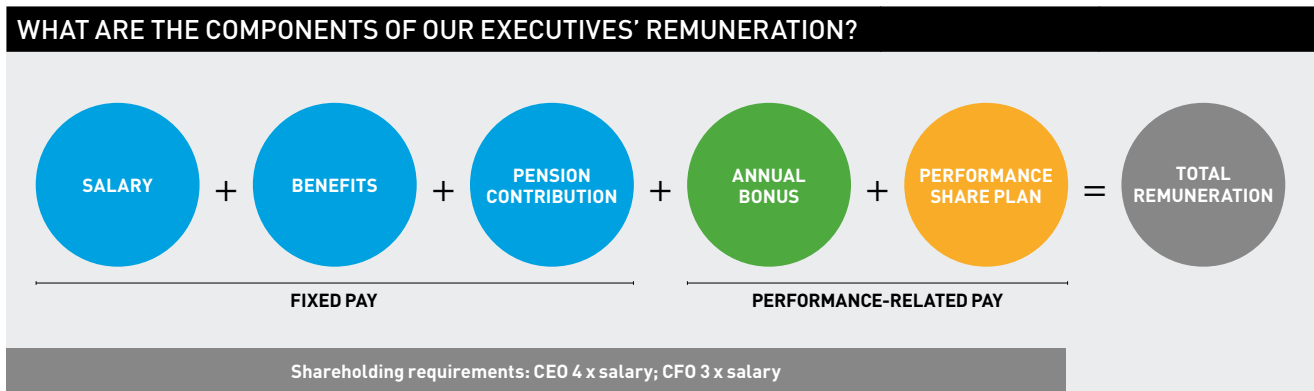 WHAT ARE THE COMPONENTS OF OUR EXECUTIVES’ REMUNERATION?
SALARY
+
BENEFITS
+
PENSION
CONTRIBUTION
+
ANNUAL
BONUS
+
PERFORMANCE
SHARE PLAN
=
TOTAL
REMUNERATION
FIXED PAY
PERFORMANCE-RELATED PAY
Shareholding requirements: CEO 4 x salary; CFO 3 x salary